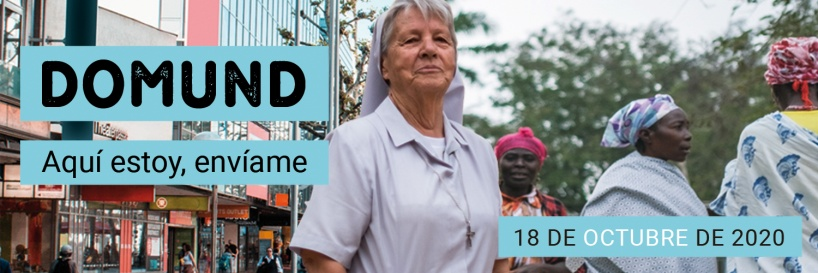 DOMUND
Aquí estoy, envíame
18 DE OCTUBRE DE 2020